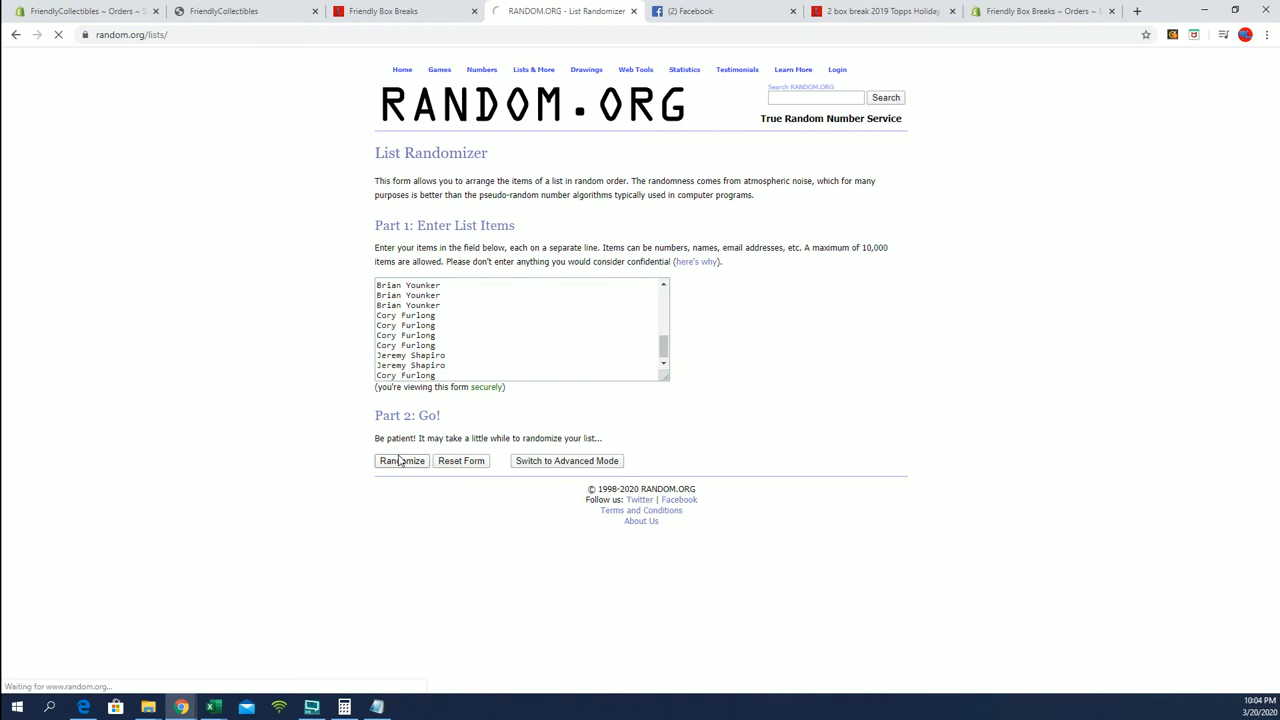 FriendlyCollectibles ~ Orders ~ S
FriendlyCollectibles
Friendly Box Breaks
RANDOM.ORG - List Randomizer
(2) Facebook
2 box break 2019 Topps Holiday
Friendly Box Breaks ~ Orders ~ S
random.org/lists/
Home Games Numbers Lists & More Drawings Web Tools Statistics Testimonials Learn More Login
RANDOM.ORG
Search RANDOM.ORG
Search
True Random Number Service
List Randomizer
This form allows you to arrange the items of a list in random order. The randomness comes from atmospheric noise, which for many
purposes is better than the pseudo-random number algorithms typically used in computer programs.
Part 1: Enter List Items
Enter your items in the field below, each on a separate line. Items can be numbers, names, email addresses, etc. A maximum of 10,000
items are allowed. Please don't enter anything you would consider confidential (here's why).
Brian Younker
Brian Younker
Brian Younker
Cory Furlong
Cory Furlong
Cory Furlong
Cory Furlong
Jeremy Shapiro
Jeremy Shapiro
Cory Furlong
(you're viewing this form securely)
Part 2: Go!
Be patient! It may take a little while to randomize your list...
Randomize Reset Form Switch to Advanced Mode
© 1998-2020 RANDOM.ORG
Follow us: Twitter | Facebook
Terms and Conditions
About Us
Waiting for www.random.org...
10:04 PM
3/20/2020